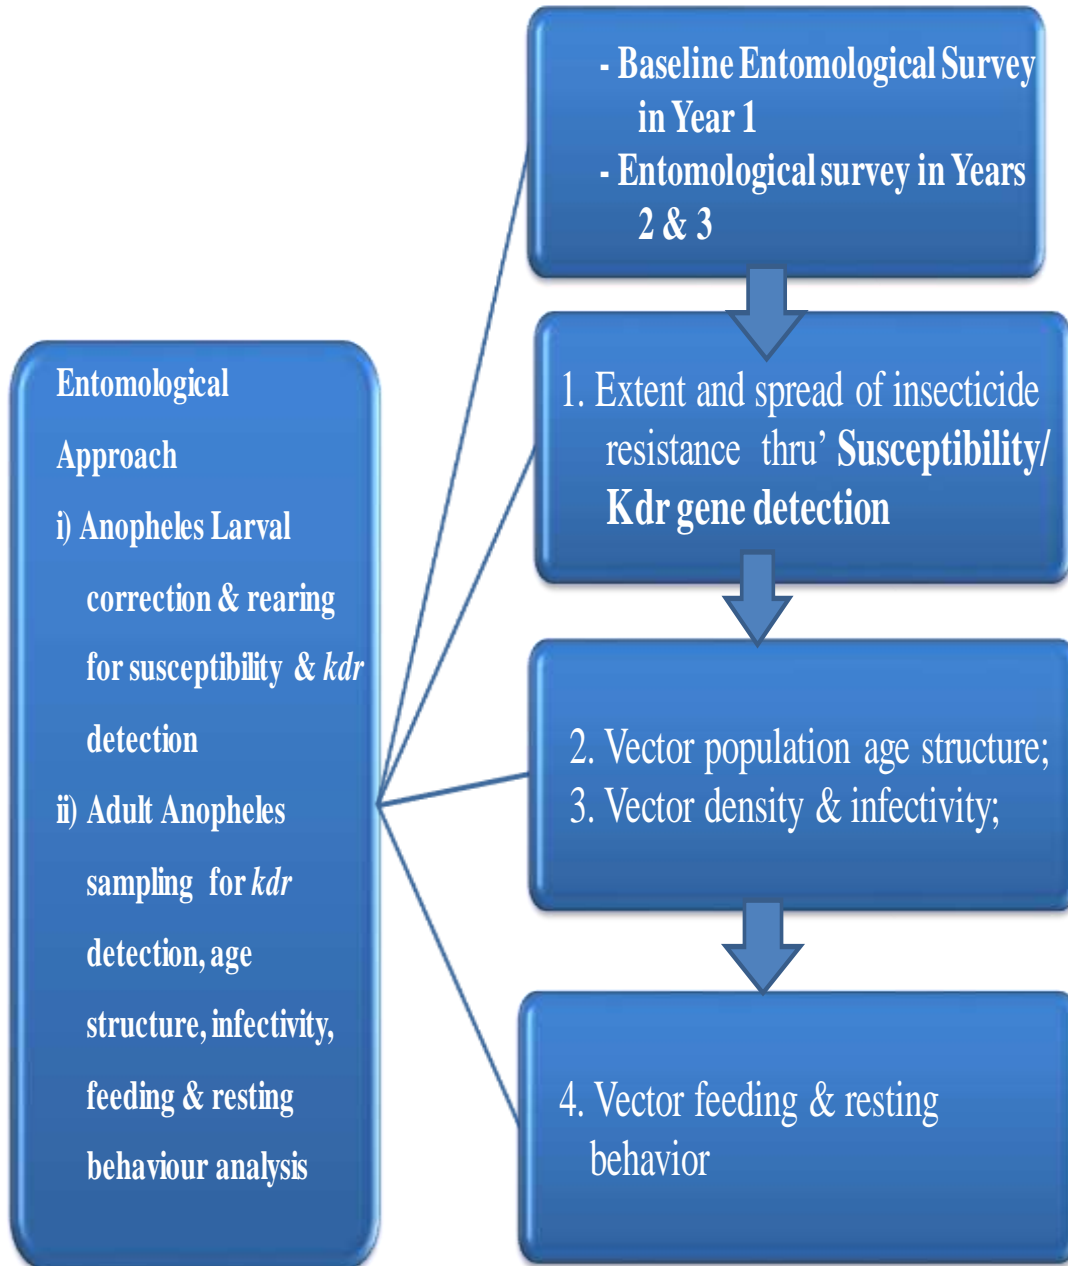 - Baseline Entomological Survey
in Year 1
- Entomological survey in Years
2 & 3
Entomological
Approach
i) Anopheles Larval
correction & rearing
for susceptibility & kdr
detection
ii) Adult Anopheles
sampling for kdr
detection, age
structure, infectivity,
feeding & resting
behaviour analysis
1. Extent and spread of insecticide
resistance thru’ Susceptibility/
Kdr gene detection
2. Vector population age structure;
3. Vector density & infectivity;
4. Vector feeding & resting
behavior